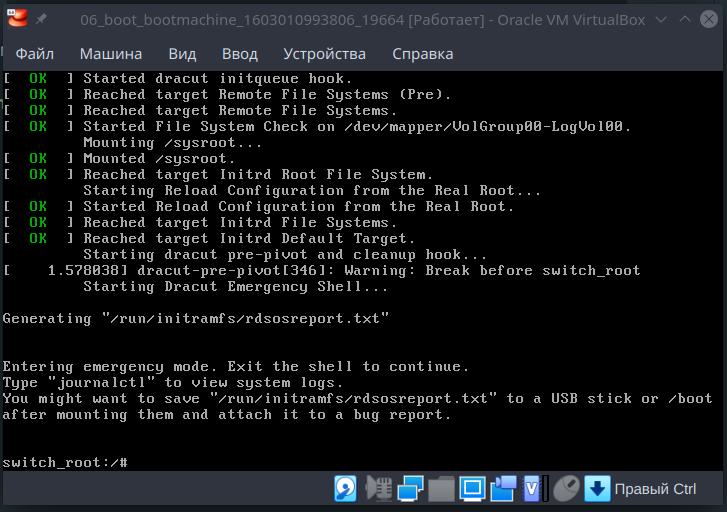 06_boot_bootmachine_1603010993806_19664 [Работает] - Oracle VM VirtualBox
Файл Машина Вид Ввод Устройства Справка
[  OK  ] Started dracut initqueue hook.
[  OK  ] Reached target Remote File Systems (Pre).
[  OK  ] Reached target Remote File Systems.
[  OK  ] Started File System Check on /dev/mapper/VolGroup00-LogVol00.
         Mounting /sysroot...
[  OK  ] Mounted /sysroot.
[  OK  ] Reached target Initrd Root File System.
         Starting Reload Configuration from the Real Root...
[  OK  ] Started Reload Configuration from the Real Root.
[  OK  ] Reached target Initrd File Systems.
[  OK  ] Reached target Initrd Default Target.
         Starting dracut pre-pivot and cleanup hook...
[    1.578038] dracut-pre-pivot[346]: Warning: Break before switch_root
         Starting Dracut Emergency Shell...
Generating "/run/initramfs/rdsosreport.txt"
Entering emergency mode. Exit the shell to continue.
Type "journalctl" to view system logs.
You might want to save "/run/initramfs/rdsosreport.txt" to a USB stick or /boot
after mounting them and attach it to a bug report.
switch_root:/#
Правый Ctrl